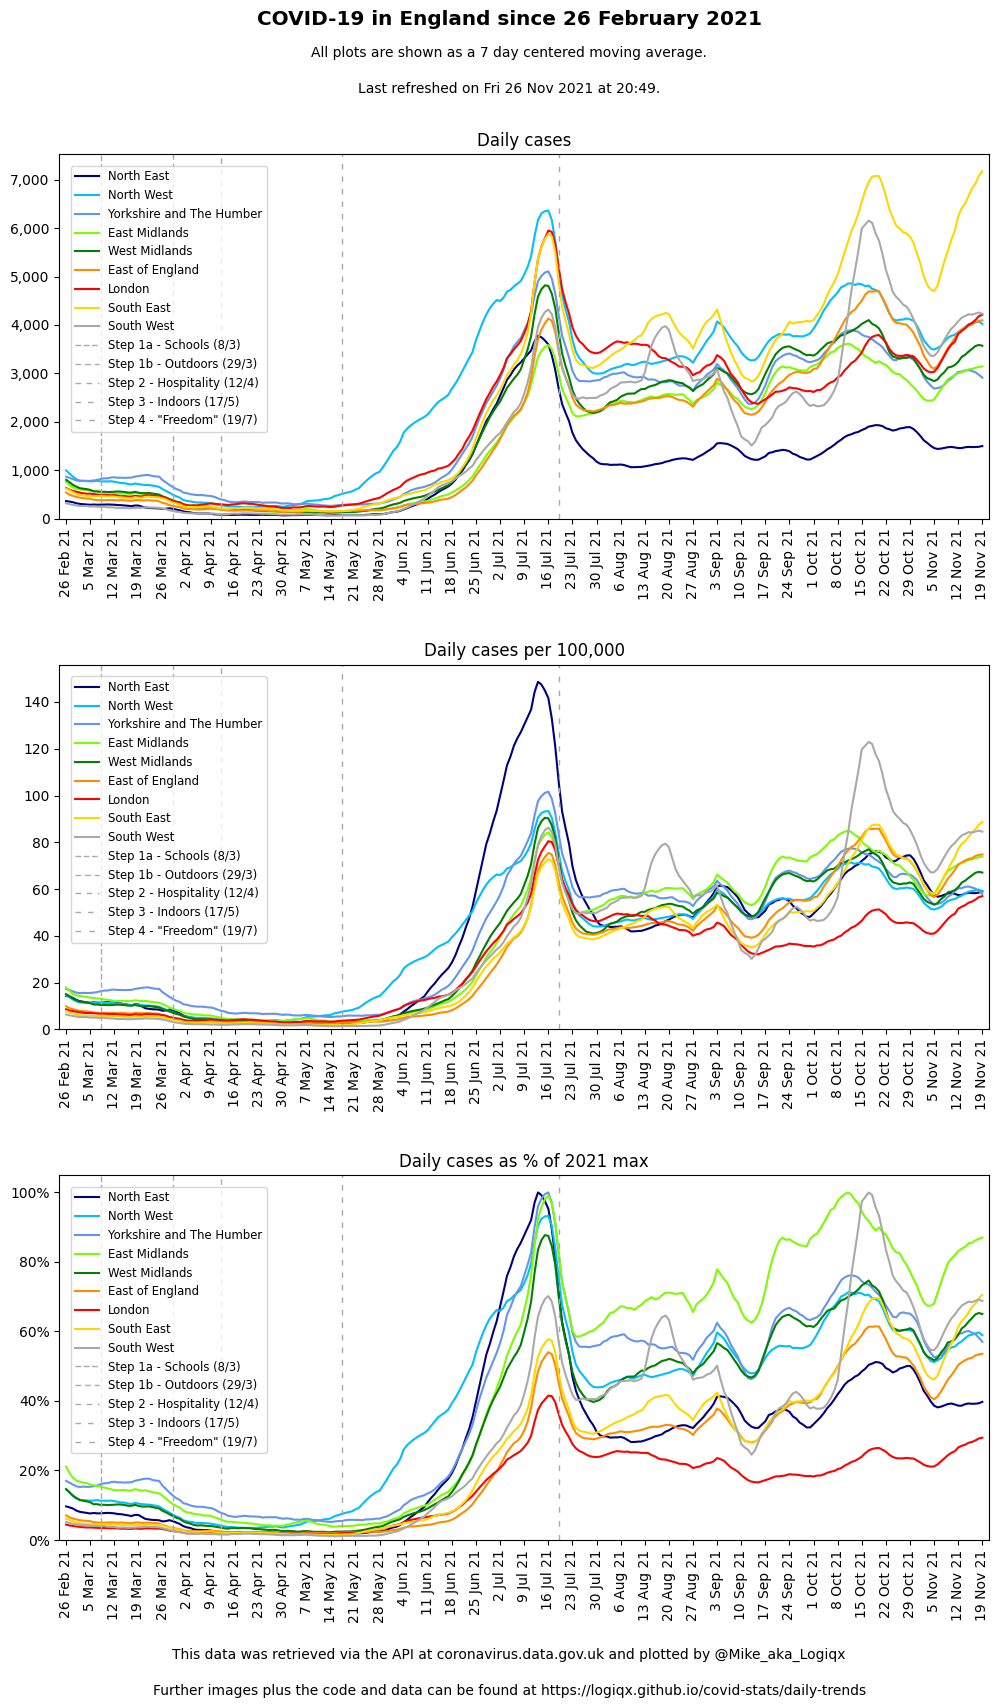 COVID-19 in England since 26 February 2021
All plots are shown as a 7 day centered moving average.
Last refreshed on Fri 26 Nov 2021 at 20:49.
Daily cases
7,000
6,000
5,000
4,000
3,000
2,000
1,000
0
North East
North West
Yorkshire and The Humber
East Midlands
West Midlands
East of England
London
South East
South West
Step 1a - Schools (8/3)
Step 1b - Outdoors (29/3)
Step 2 - Hospitality (12/4)
Step 3 - Indoors (17/5)
Step 4 - "Freedom" (19/7)
26 Feb 21
5 Mar 21
12 Mar 21
19 Mar 21
26 Mar 21
2 Apr 21
9 Apr 21
16 Apr 21
23 Apr 21
30 Apr 21
7 May 21
14 May 21
21 May 21
28 May 21
4 Jun 21
11 Jun 21
18 Jun 21
25 Jun 21
2 Jul 21
9 Jul 21
16 Jul 21
23 Jul 21
30 Jul 21
6 Aug 21
13 Aug 21
20 Aug 21
27 Aug 21
3 Sep 21
10 Sep 21
17 Sep 21
24 Sep 21
1 Oct 21
8 Oct 21
15 Oct 21
22 Oct 21
29 Oct 21
5 Nov 21
12 Nov 21
19 Nov 21
Daily cases per 100,000
140
120
100
80
60
40
20
0
North East
North West
Yorkshire and The Humber
East Midlands
West Midlands
East of England
London
South East
South West
Step 1a - Schools (8/3)
Step 1b - Outdoors (29/3)
Step 2 - Hospitality (12/4)
Step 3 - Indoors (17/5)
Step 4 - "Freedom" (19/7)
26 Feb 21
5 Mar 21
12 Mar 21
19 Mar 21
26 Mar 21
2 Apr 21
9 Apr 21
16 Apr 21
23 Apr 21
30 Apr 21
7 May 21
14 May 21
21 May 21
28 May 21
4 Jun 21
11 Jun 21
18 Jun 21
25 Jun 21
2 Jul 21
9 Jul 21
16 Jul 21
23 Jul 21
30 Jul 21
6 Aug 21
13 Aug 21
20 Aug 21
27 Aug 21
3 Sep 21
10 Sep 21
17 Sep 21
24 Sep 21
1 Oct 21
8 Oct 21
15 Oct 21
22 Oct 21
29 Oct 21
5 Nov 21
12 Nov 21
19 Nov 21
Daily cases as % of 2021 max
100%
80%
60%
40%
20%
0%
North East
North West
Yorkshire and The Humber
East Midlands
West Midlands
East of England
London
South East
South West
Step 1a - Schools (8/3)
Step 1b - Outdoors (29/3)
Step 2 - Hospitality (12/4)
Step 3 - Indoors (17/5)
Step 4 - "Freedom" (19/7)
26 Feb 21
5 Mar 21
12 Mar 21
19 Mar 21
26 Mar 21
2 Apr 21
9 Apr 21
16 Apr 21
23 Apr 21
30 Apr 21
7 May 21
14 May 21
21 May 21
28 May 21
4 Jun 21
11 Jun 21
18 Jun 21
25 Jun 21
2 Jul 21
9 Jul 21
16 Jul 21
23 Jul 21
30 Jul 21
6 Aug 21
13 Aug 21
20 Aug 21
27 Aug 21
3 Sep 21
10 Sep 21
17 Sep 21
24 Sep 21
1 Oct 21
8 Oct 21
15 Oct 21
22 Oct 21
29 Oct 21
5 Nov 21
12 Nov 21
19 Nov 21
This data was retrieved via the API at coronavirus.data.gov.uk and plotted by @Mike_aka_Logiqx
Further images plus the code and data can be found at https://logiqx.github.io/covid-stats/daily-trends